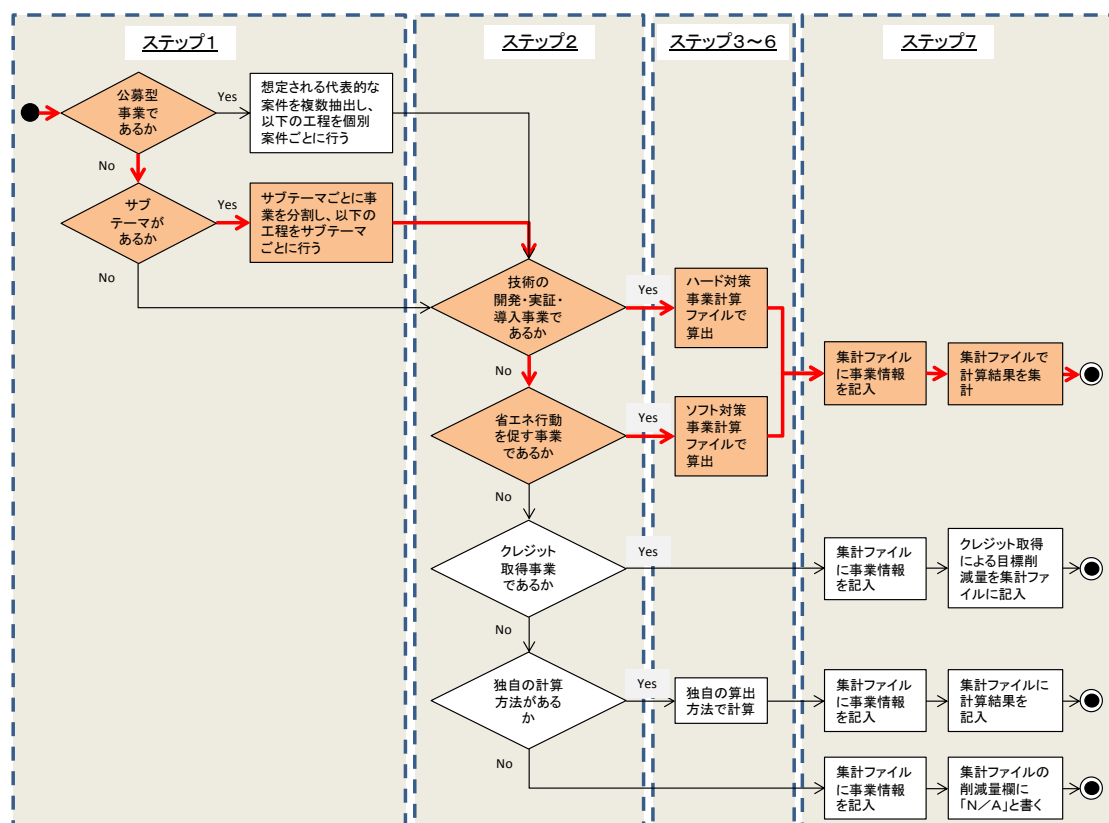 ステップ1
ステップ2
ステップ3～6
ステップ7
公募型
事業で
あるか
Yes
想定される代表的な
案件を複数抽出し、
以下の工程を個別
案件ごとに行う
No
サブ
テーマが
あるか
Yes
サブテーマごとに事
業を分割し、以下の
工程をサブテーマ
ごとに行う
No
技術の
開発・実証・
導入事業で
あるか
Yes
ハード対策
事業計算
ファイルで
算出
No
省エネ行動
を促す事業
であるか
Yes
ソフト対策
事業計算
ファイルで
算出
集計ファイル
に事業情報
を記入
集計ファイルで
計算結果を集
計
No
クレジット
取得事業
であるか
Yes
集計ファイル
に事業情報
を記入
クレジット取得
による目標削
減量を集計ファ
イルに記入
No
独自の計算
方法がある
か
Yes
独自の算出
方法で計算
集計ファイル
に事業情報
を記入
集計ファイルに
計算結果を
記入
No
集計ファイル
に事業情報
を記入
集計ファイルの
削減量欄に
「N／A」と書く